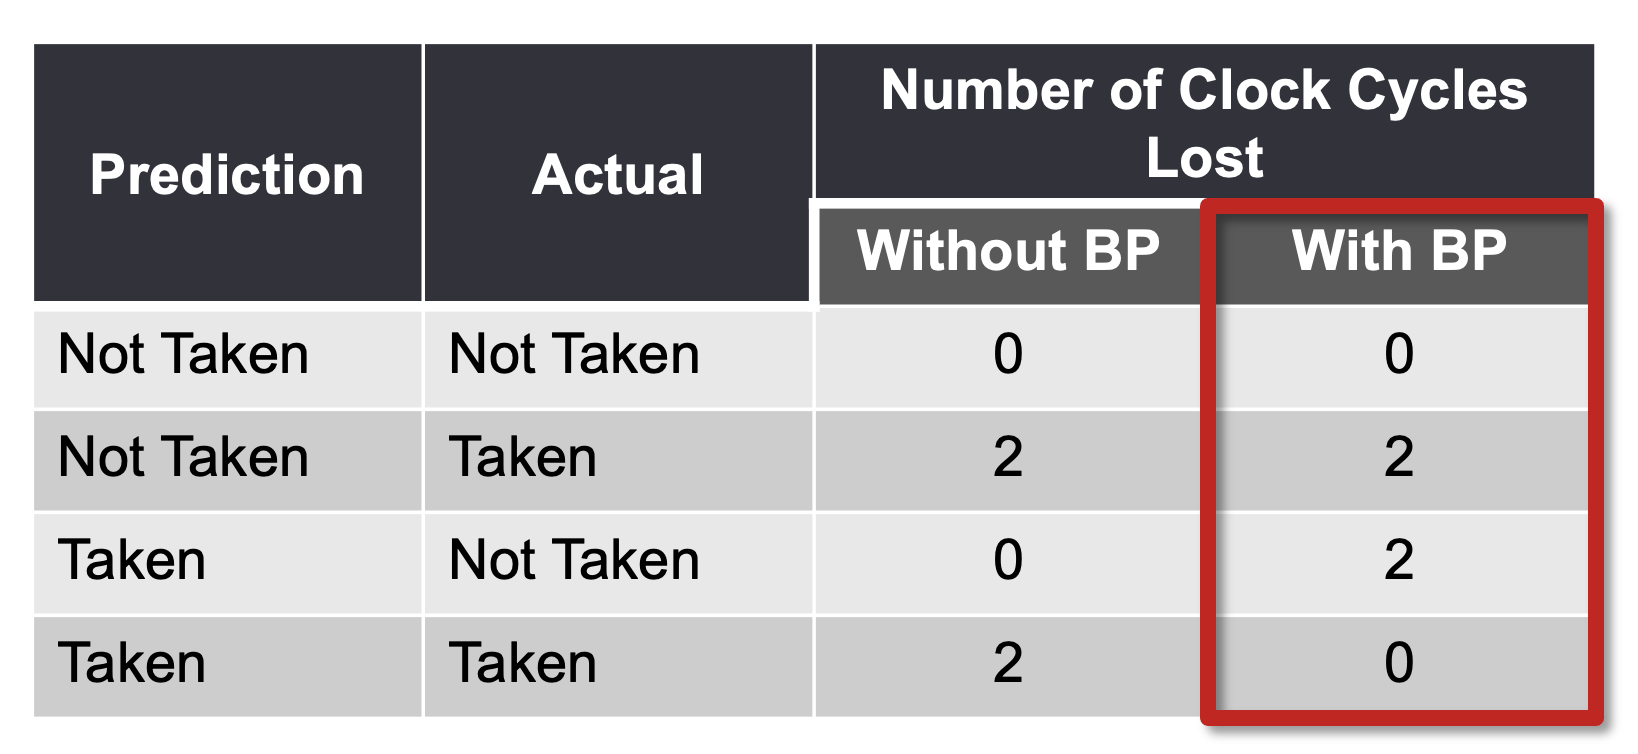 Prediction
Actual
Number of Clock Cycles
Lost
Without BP
With BP
Not Taken Not Taken 0 0
Not Taken Taken 2 2
Taken Not Taken 0 2
Taken Taken 2 0